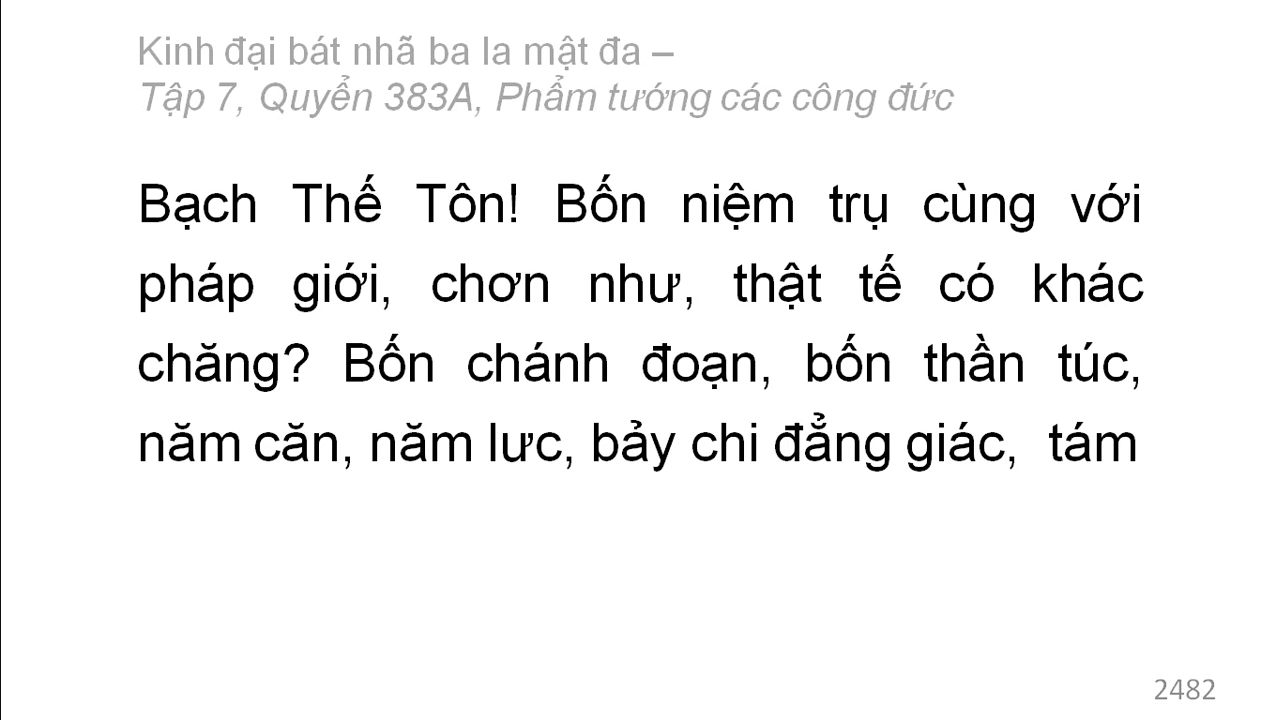 Kinh đại bát nhã ba la mật đa –
Tập 7, Quyển 383A, Phẩm tướng các công đức
Bạch Thế Tôn! Bốn niệm trụ cùng với
pháp giới, chơn như, thật tế có khác
chăng? Bốn chánh đoạn, bốn thần túc,
năm căn, năm lưc, bảy chi đẳng giác, tám
2482